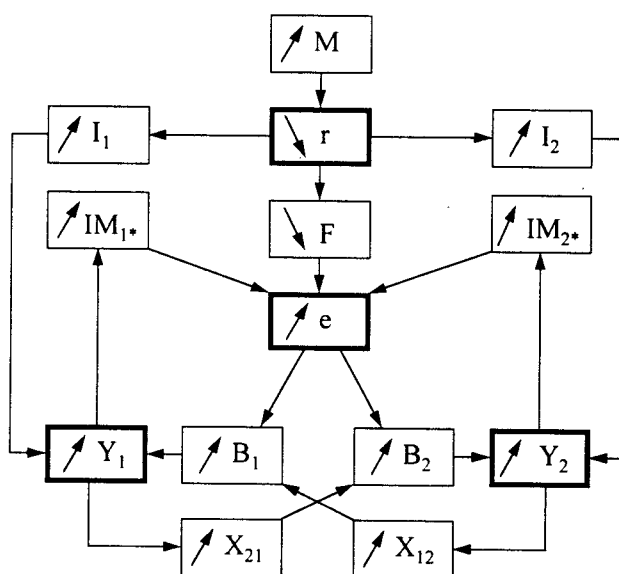 M
I₁ r I₂
IM₁* F IM₂*
e
Y₁ B₁ B₂ Y₂
X₂₁ X₁₂